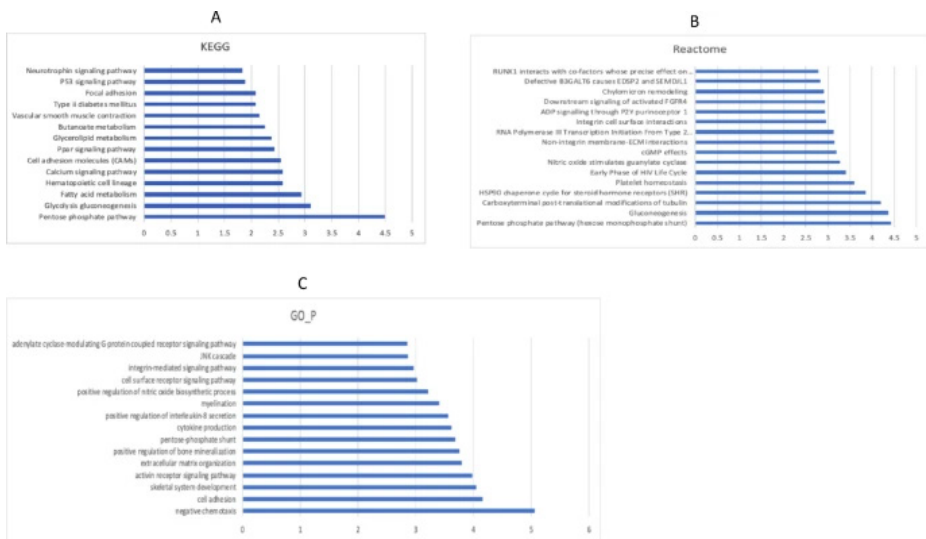 A
KEGG
Neurotrophin signaling pathway
P53 signaling pathway
Focal adhesion
Type ii diabetes mellitus
Vascular smooth muscle contraction
Butanoate metabolism
Glycerolipid metabolism
Ppar signaling pathway
Cell adhesion molecules (CAMs)
Calcium signaling pathway
Hematopoietic cell lineage
Fatty acid metabolism
Glycolysis gluconeogenesis
Pentose phosphate pathway
0 0.5 1 1.5 2 2.5 3 3.5 4 4.5 5
B
Reactome
RUNX1 interacts with co-factors whose precise effect on...
Defective B3GALT6 causes EDSP2 and SEMDJL1
Chylomicron remodeling
Downstream signaling of activated FGFR4
ADP signalling through P2Y purinoceptor 1
Integrin cell surface interactions
RNA Polymerase III Transcription Initiation From Type 2...
Non-integrin membrane-ECM interactions
cGMP effects
Nitric oxide stimulates guanylate cyclase
Early Phase of HIV Life Cycle
Platelet homeostasis
HSP90 chaperone cycle for steroid hormone receptors (SHR)
Carboxyterminal post-translational modifications of tubulin
Gluconeogenesis
Pentose phosphate pathway (hexose monophosphate shunt)
0 0.5 1 1.5 2 2.5 3 3.5 4 4.5 5
C
GO_P
adenylate cyclase-modulating G-protein coupled receptor signaling pathway
JNK cascade
integrin-mediated signaling pathway
cell surface receptor signaling pathway
positive regulation of nitric oxide biosynthetic process
myelination
positive regulation of interleukin-8 secretion
cytokine production
pentose-phosphate shunt
positive regulation of bone mineralization
extracellular matrix organization
activin receptor signaling pathway
skeletal system development
cell adhesion
negative chemotaxis
0 1 2 3 4 5 6